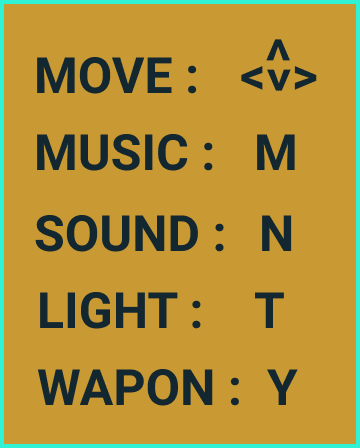 MOVE : <^v>
MUSIC : M
SOUND : N
LIGHT : T
WAPON : Y